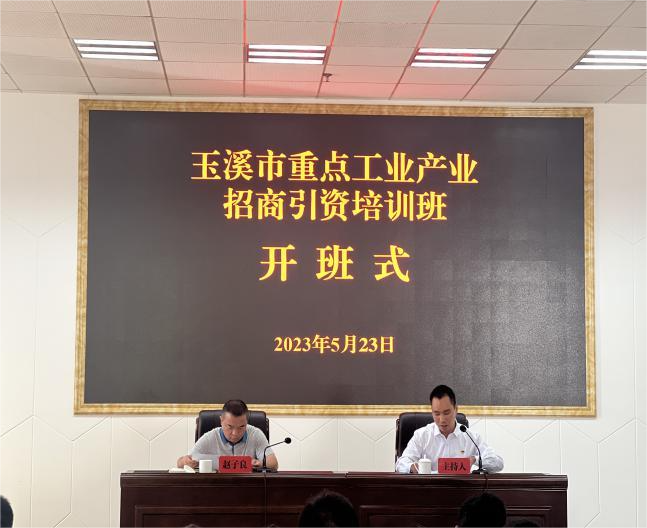 玉溪市重点工业产业
招商引资培训班
开班式
2023年5月23日
赵子良
主持人